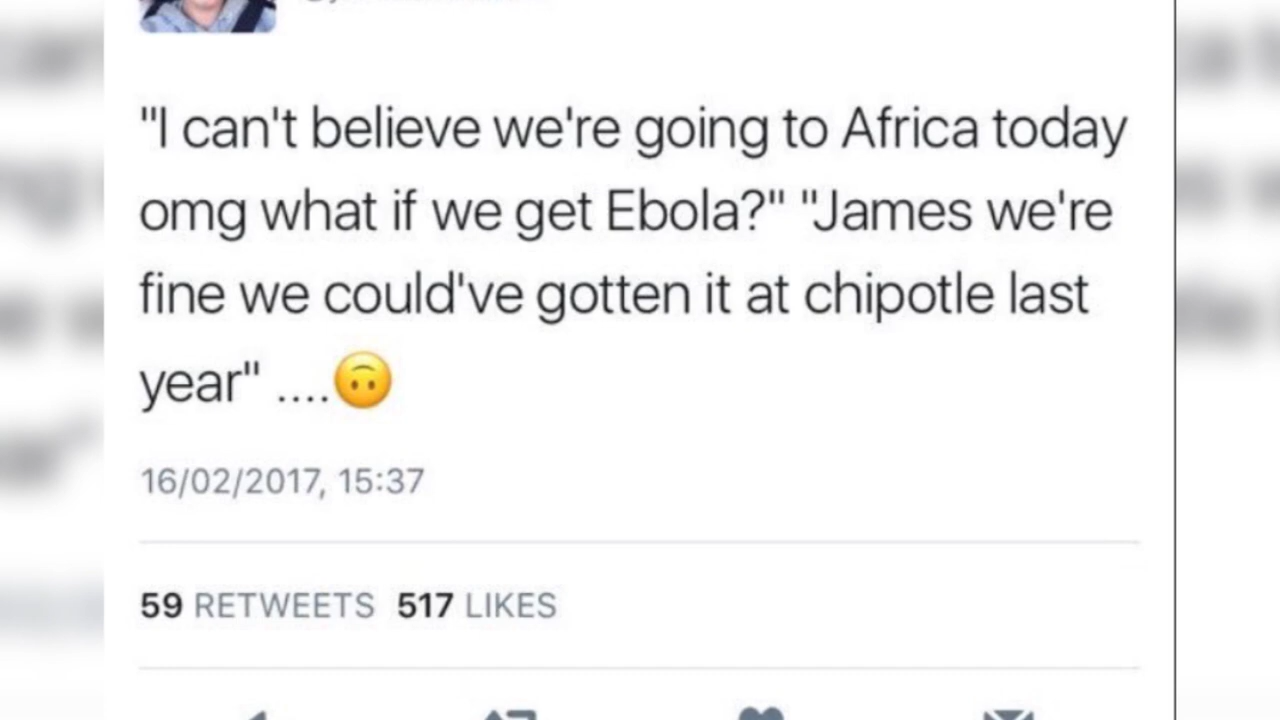 "I can't believe we're going to Africa today
omg what if we get Ebola?" "James we're
fine we could've gotten it at chipotle last
year" ....🙃
16/02/2017, 15:37
59 RETWEETS 517 LIKES